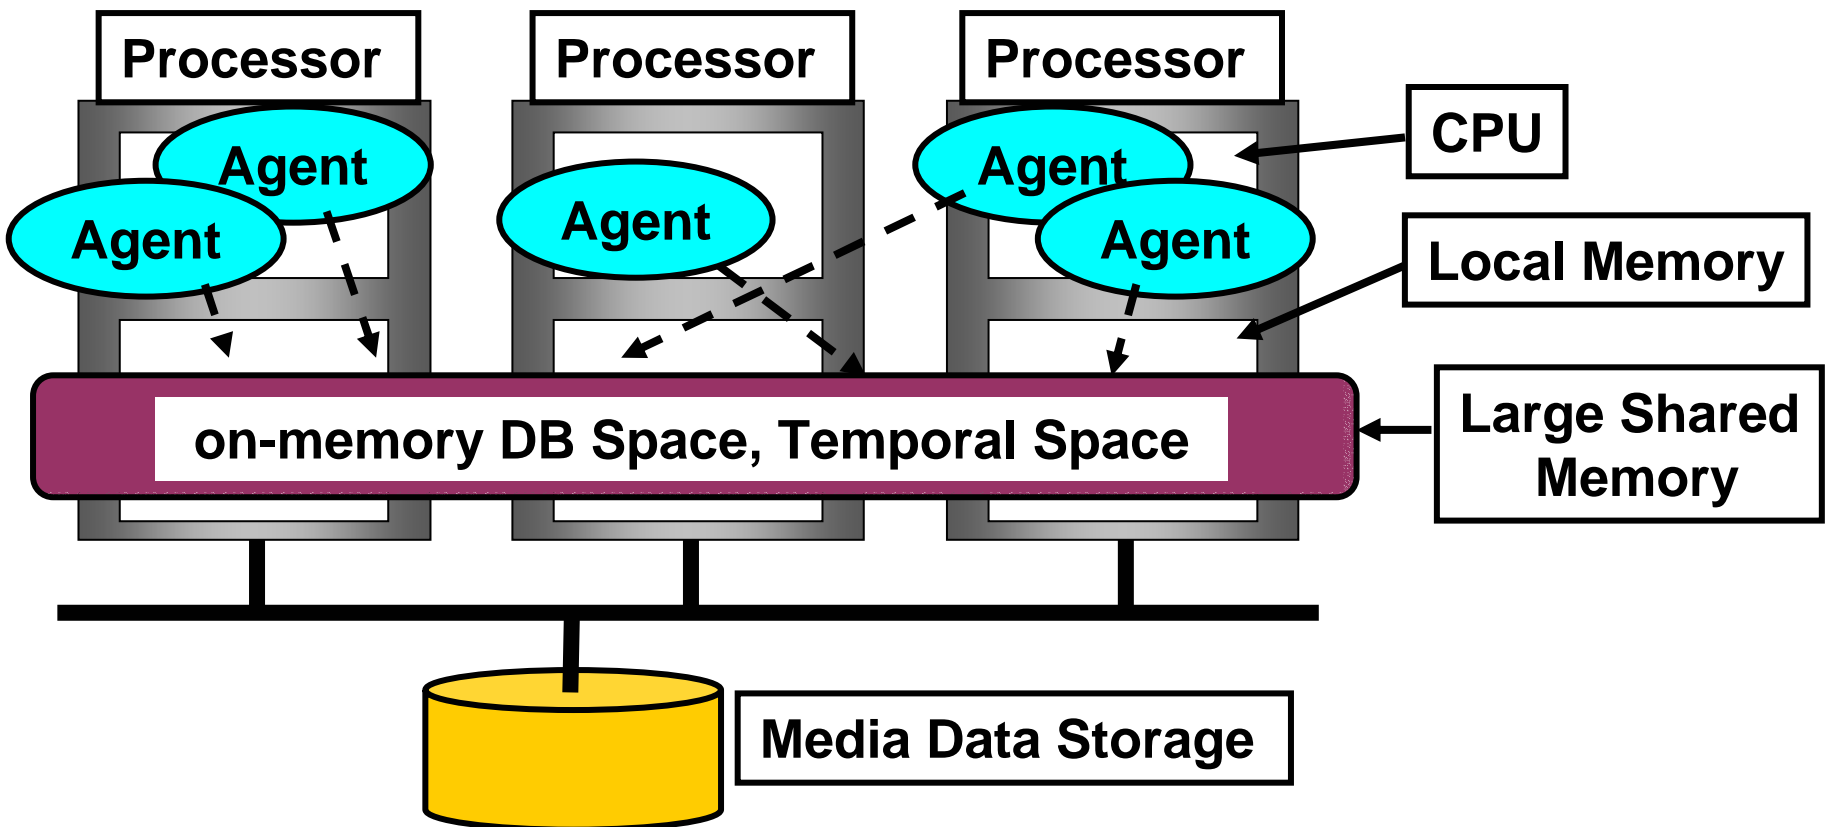 Processor
Processor
Processor
CPU
Agent
Agent
Agent
Agent
Agent
Local Memory
Large Shared
Memory
on-memory DB Space, Temporal Space
Media Data Storage